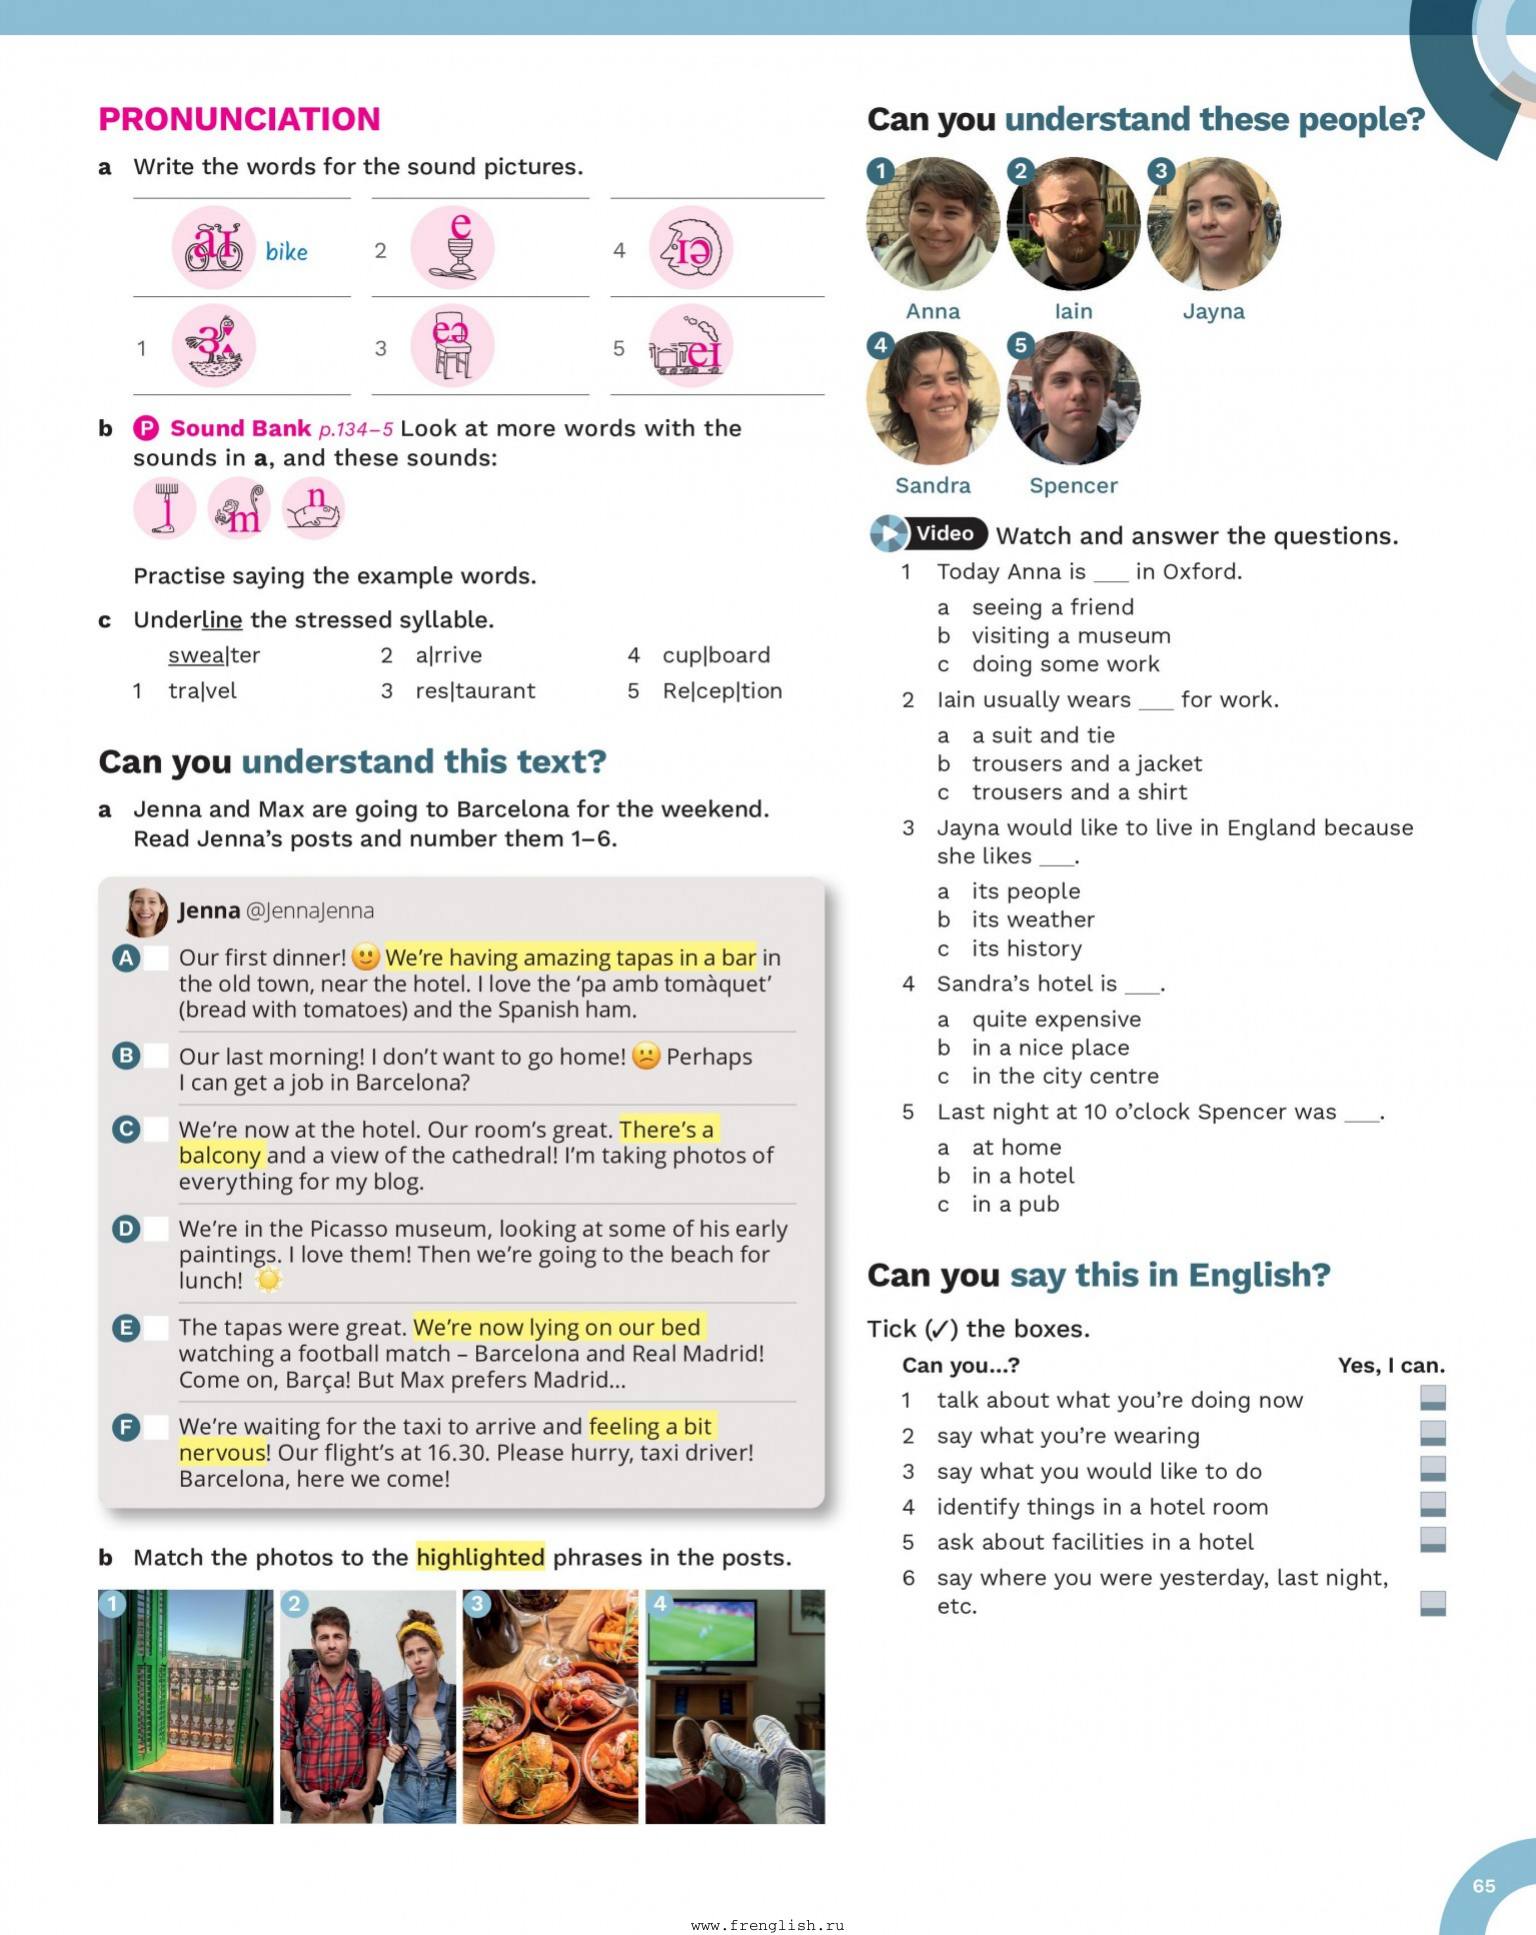 PRONUNCIATION
a Write the words for the sound pictures.
aɪ bike
2 e
4 ɪə
1 ɜː
3 eə
5 eɪ
b P Sound Bank p.134–5 Look at more words with the
sounds in a, and these sounds:
l m n
Practise saying the example words.
c Underline the stressed syllable.
swea|ter 2 a|rrive 4 cup|board
1 tra|vel 3 res|taurant 5 Re|cep|tion
Can you understand this text?
a Jenna and Max are going to Barcelona for the weekend.
Read Jenna's posts and number them 1–6.
Jenna @JennaJenna
A Our first dinner! 🙂 We're having amazing tapas in a bar in
the old town, near the hotel. I love the 'pa amb tomàquet'
(bread with tomatoes) and the Spanish ham.
B Our last morning! I don't want to go home! 🙁 Perhaps
I can get a job in Barcelona?
C We're now at the hotel. Our room's great. There's a
balcony and a view of the cathedral! I'm taking photos of
everything for my blog.
D We're in the Picasso museum, looking at some of his early
paintings. I love them! Then we're going to the beach for
lunch! ☀️
E The tapas were great. We're now lying on our bed
watching a football match – Barcelona and Real Madrid!
Come on, Barça! But Max prefers Madrid...
F We're waiting for the taxi to arrive and feeling a bit
nervous! Our flight's at 16.30. Please hurry, taxi driver!
Barcelona, here we come!
b Match the photos to the highlighted phrases in the posts.
1 2 3 4
Can you understand these people?
1 2 3
Anna Iain Jayna
4 5
Sandra Spencer
Video Watch and answer the questions.
1 Today Anna is ___ in Oxford.
a seeing a friend
b visiting a museum
c doing some work
2 Iain usually wears ___ for work.
a a suit and tie
b trousers and a jacket
c trousers and a shirt
3 Jayna would like to live in England because
she likes ___.
a its people
b its weather
c its history
4 Sandra's hotel is ___.
a quite expensive
b in a nice place
c in the city centre
5 Last night at 10 o'clock Spencer was ___.
a at home
b in a hotel
c in a pub
Can you say this in English?
Tick (✓) the boxes.
Can you...? Yes, I can.
1 talk about what you're doing now
2 say what you're wearing
3 say what you would like to do
4 identify things in a hotel room
5 ask about facilities in a hotel
6 say where you were yesterday, last night,
etc.
65
www.frenglish.ru